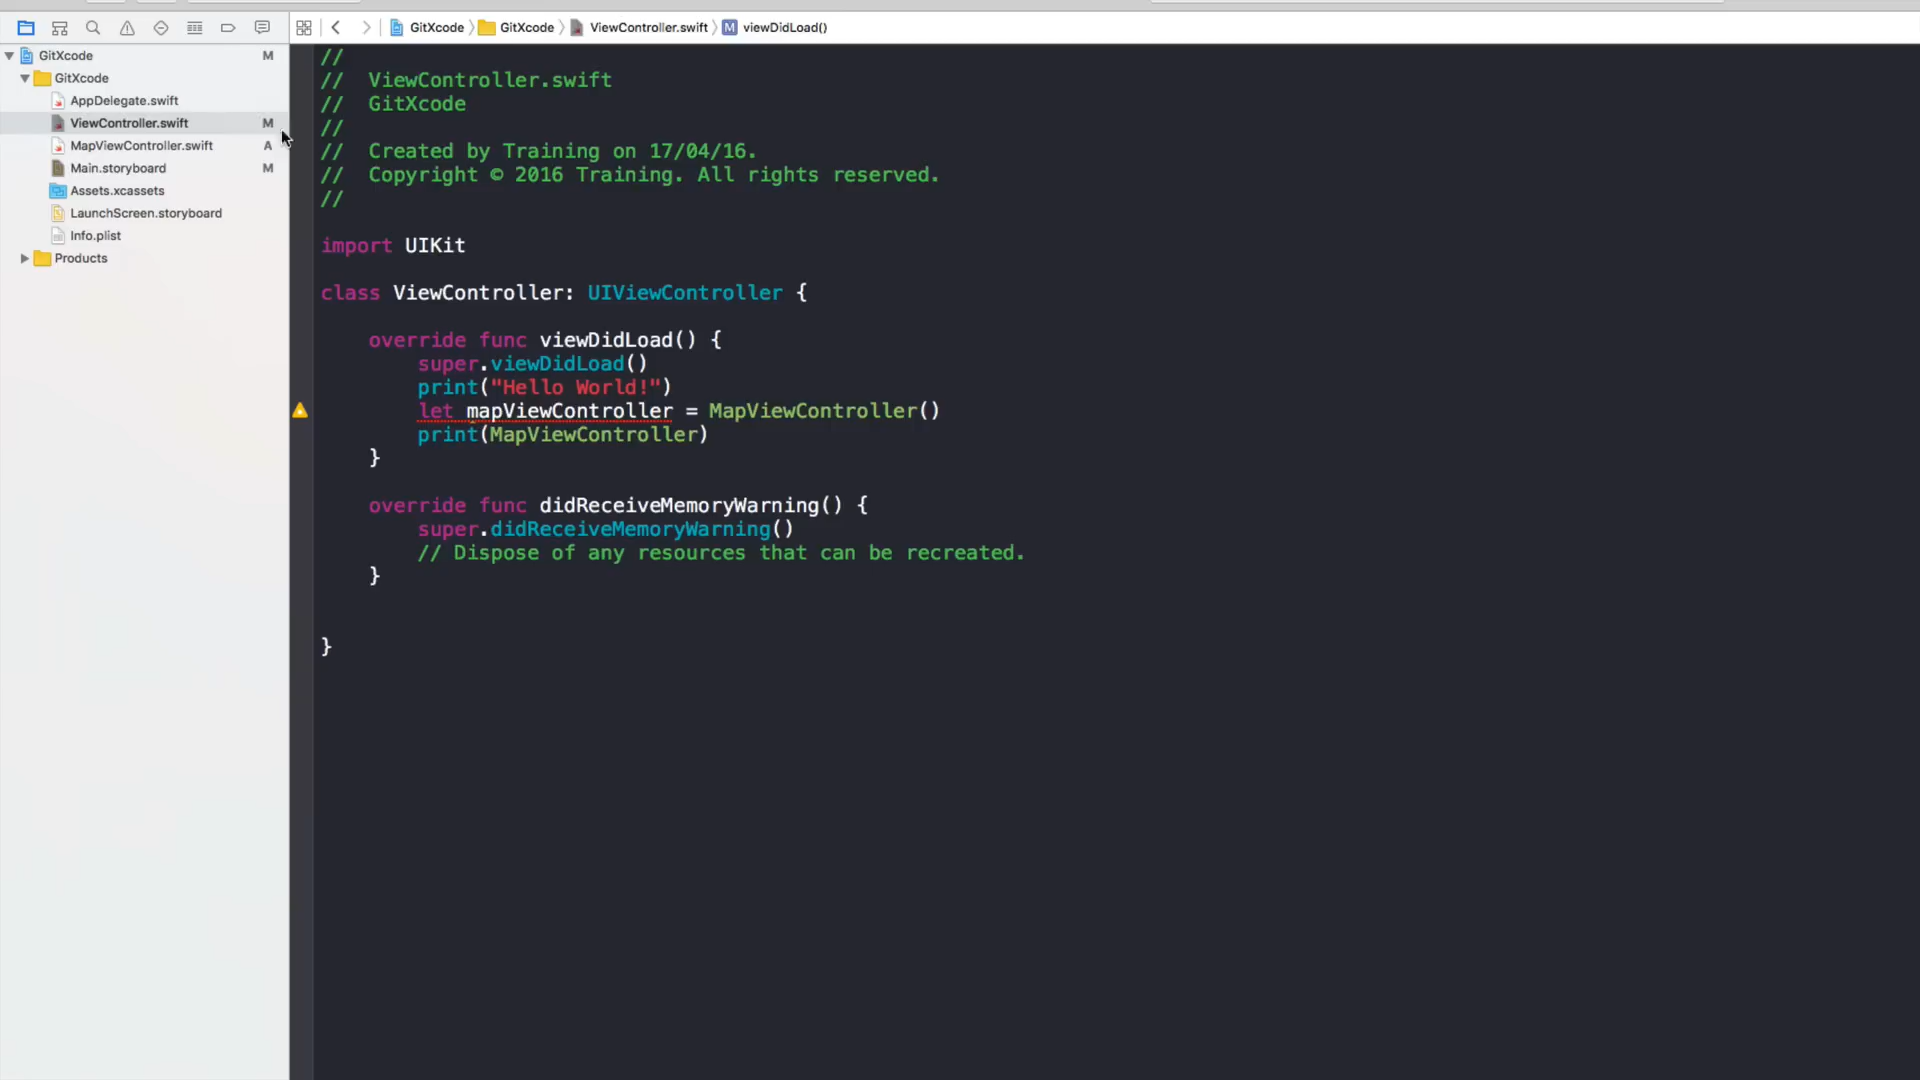 GitXcode GitXcode ViewController.swift M viewDidLoad()
GitXcode M
GitXcode
AppDelegate.swift
ViewController.swift M
MapViewController.swift A
Main.storyboard M
Assets.xcassets
LaunchScreen.storyboard
Info.plist
Products
//
//  ViewController.swift
//  GitXcode
//
//  Created by Training on 17/04/16.
//  Copyright © 2016 Training. All rights reserved.
//
import UIKit
class ViewController: UIViewController {
    override func viewDidLoad() {
        super.viewDidLoad()
        print("Hello World!")
        let mapViewController = MapViewController()
        print(MapViewController)
    }
    override func didReceiveMemoryWarning() {
        super.didReceiveMemoryWarning()
        // Dispose of any resources that can be recreated.
    }
}